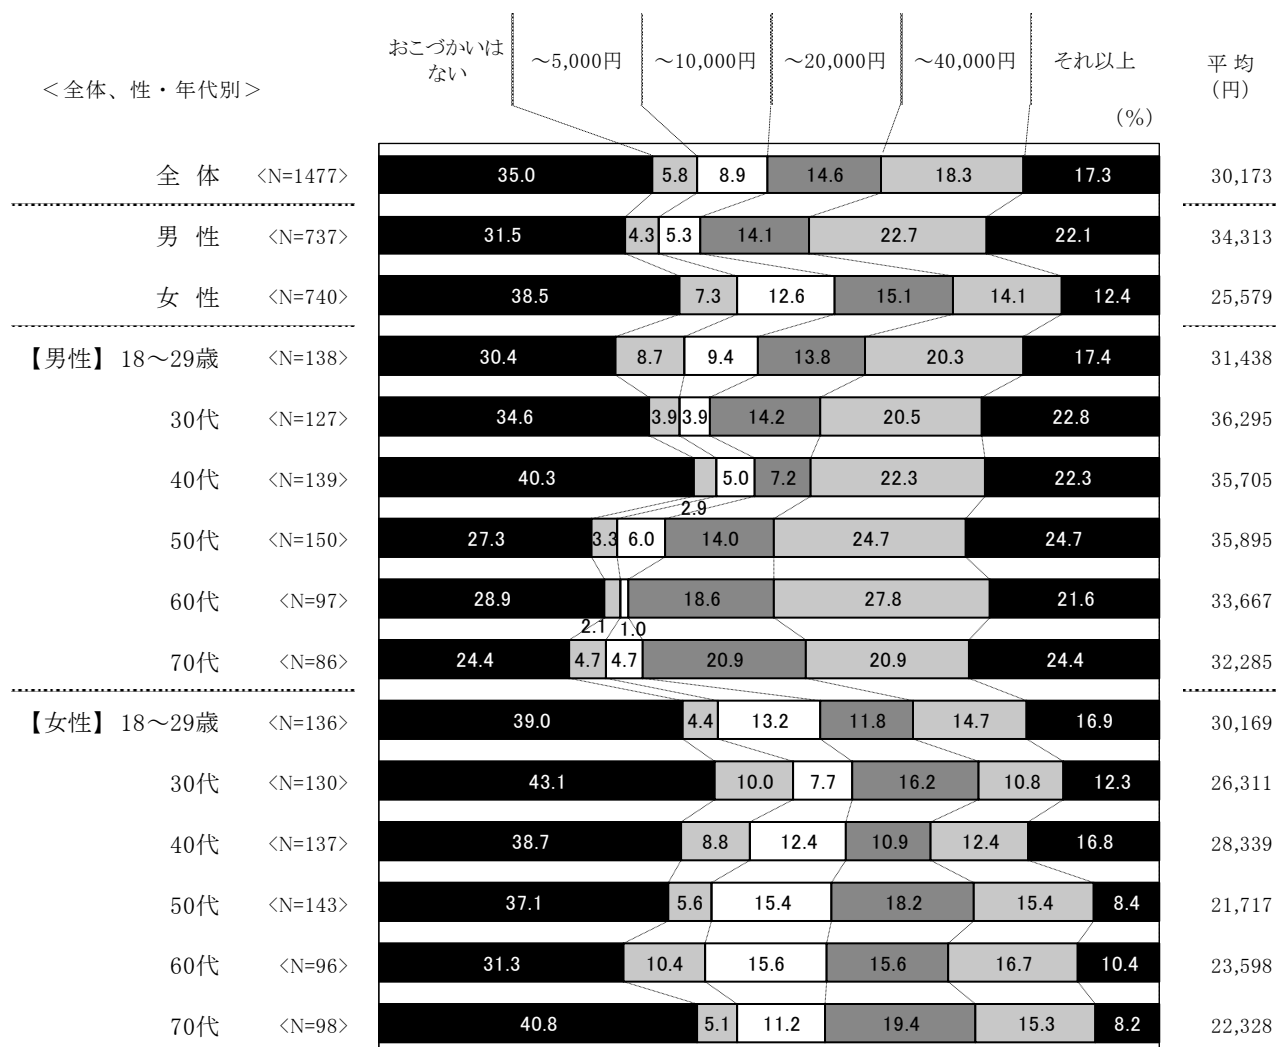 おこづかいは
ない
～5,000円 ～10,000円 ～20,000円 ～40,000円 それ以上 平 均
（円）
＜全体、性・年代別＞
（%）
全 体 <N=1477> 35.0 5.8 8.9 14.6 18.3 17.3 30,173
男 性 <N=737> 31.5 4.3 5.3 14.1 22.7 22.1 34,313
女 性 <N=740> 38.5 7.3 12.6 15.1 14.1 12.4 25,579
【男性】 18～29歳 <N=138> 30.4 8.7 9.4 13.8 20.3 17.4 31,438
30代 <N=127> 34.6 3.9 3.9 14.2 20.5 22.8 36,295
40代 <N=139> 40.3 5.0 7.2 22.3 22.3 35,705
2.9
50代 <N=150> 27.3 3.3 6.0 14.0 24.7 24.7 35,895
60代 <N=97> 28.9 18.6 27.8 21.6 33,667
2.1 1.0
70代 <N=86> 24.4 4.7 4.7 20.9 20.9 24.4 32,285
【女性】 18～29歳 <N=136> 39.0 4.4 13.2 11.8 14.7 16.9 30,169
30代 <N=130> 43.1 10.0 7.7 16.2 10.8 12.3 26,311
40代 <N=137> 38.7 8.8 12.4 10.9 12.4 16.8 28,339
50代 <N=143> 37.1 5.6 15.4 18.2 15.4 8.4 21,717
60代 <N=96> 31.3 10.4 15.6 15.6 16.7 10.4 23,598
70代 <N=98> 40.8 5.1 11.2 19.4 15.3 8.2 22,328